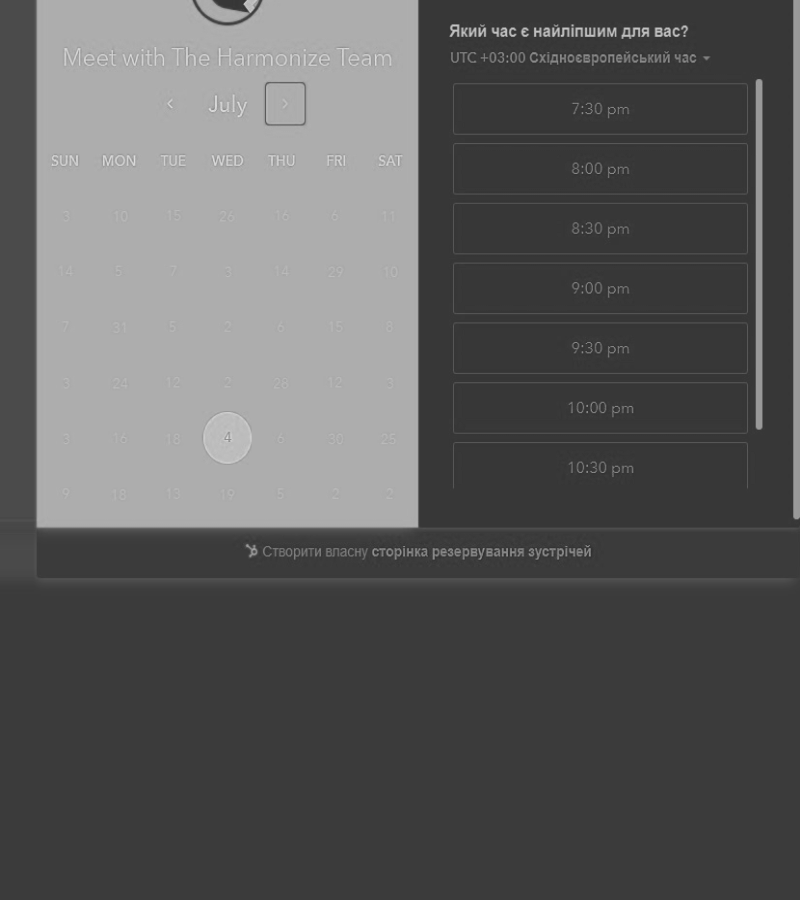 Meet with The Harmonize Team
July
SUN MON TUE WED THU FRI SAT
3 10 15 26 16 6 11
14 5 7 3 14 29 10
7 31 5 2 6 15 8
3 24 12 2 28 12 3
3 16 18 4 6 30 25
9 18 13 19 5 2 2
Який час є найліпшим для вас?
UTC +03:00 Східноєвропейський час
7:30 pm
8:00 pm
8:30 pm
9:00 pm
9:30 pm
10:00 pm
10:30 pm
Створити власну сторінка резервування зустрічей